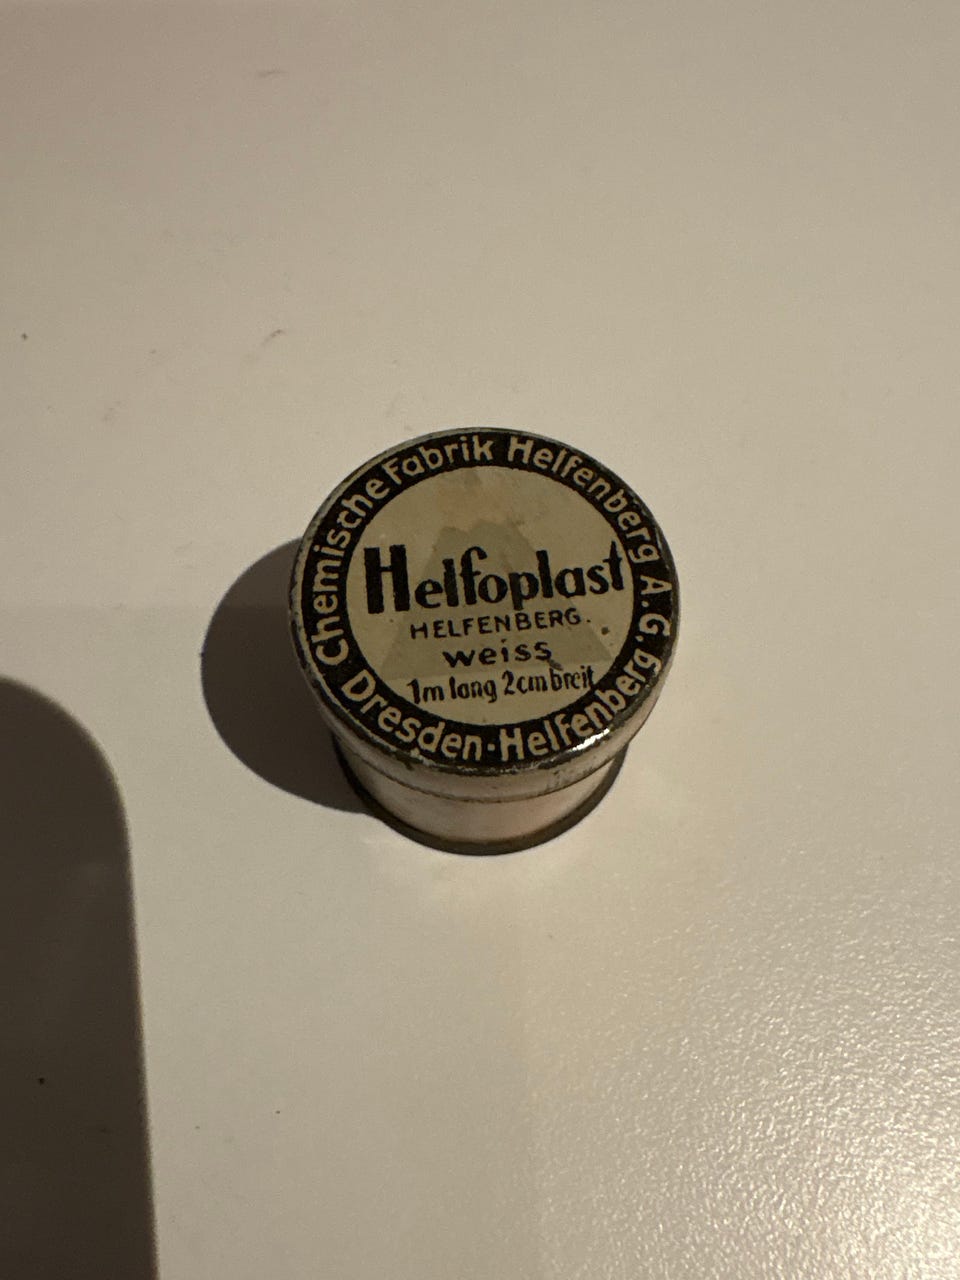 Chemische Fabrik Helfenberg A.G.
Helfoplast
HELFENBERG.
weiss
1m lang 2cm breit
Dresden-Helfenberg